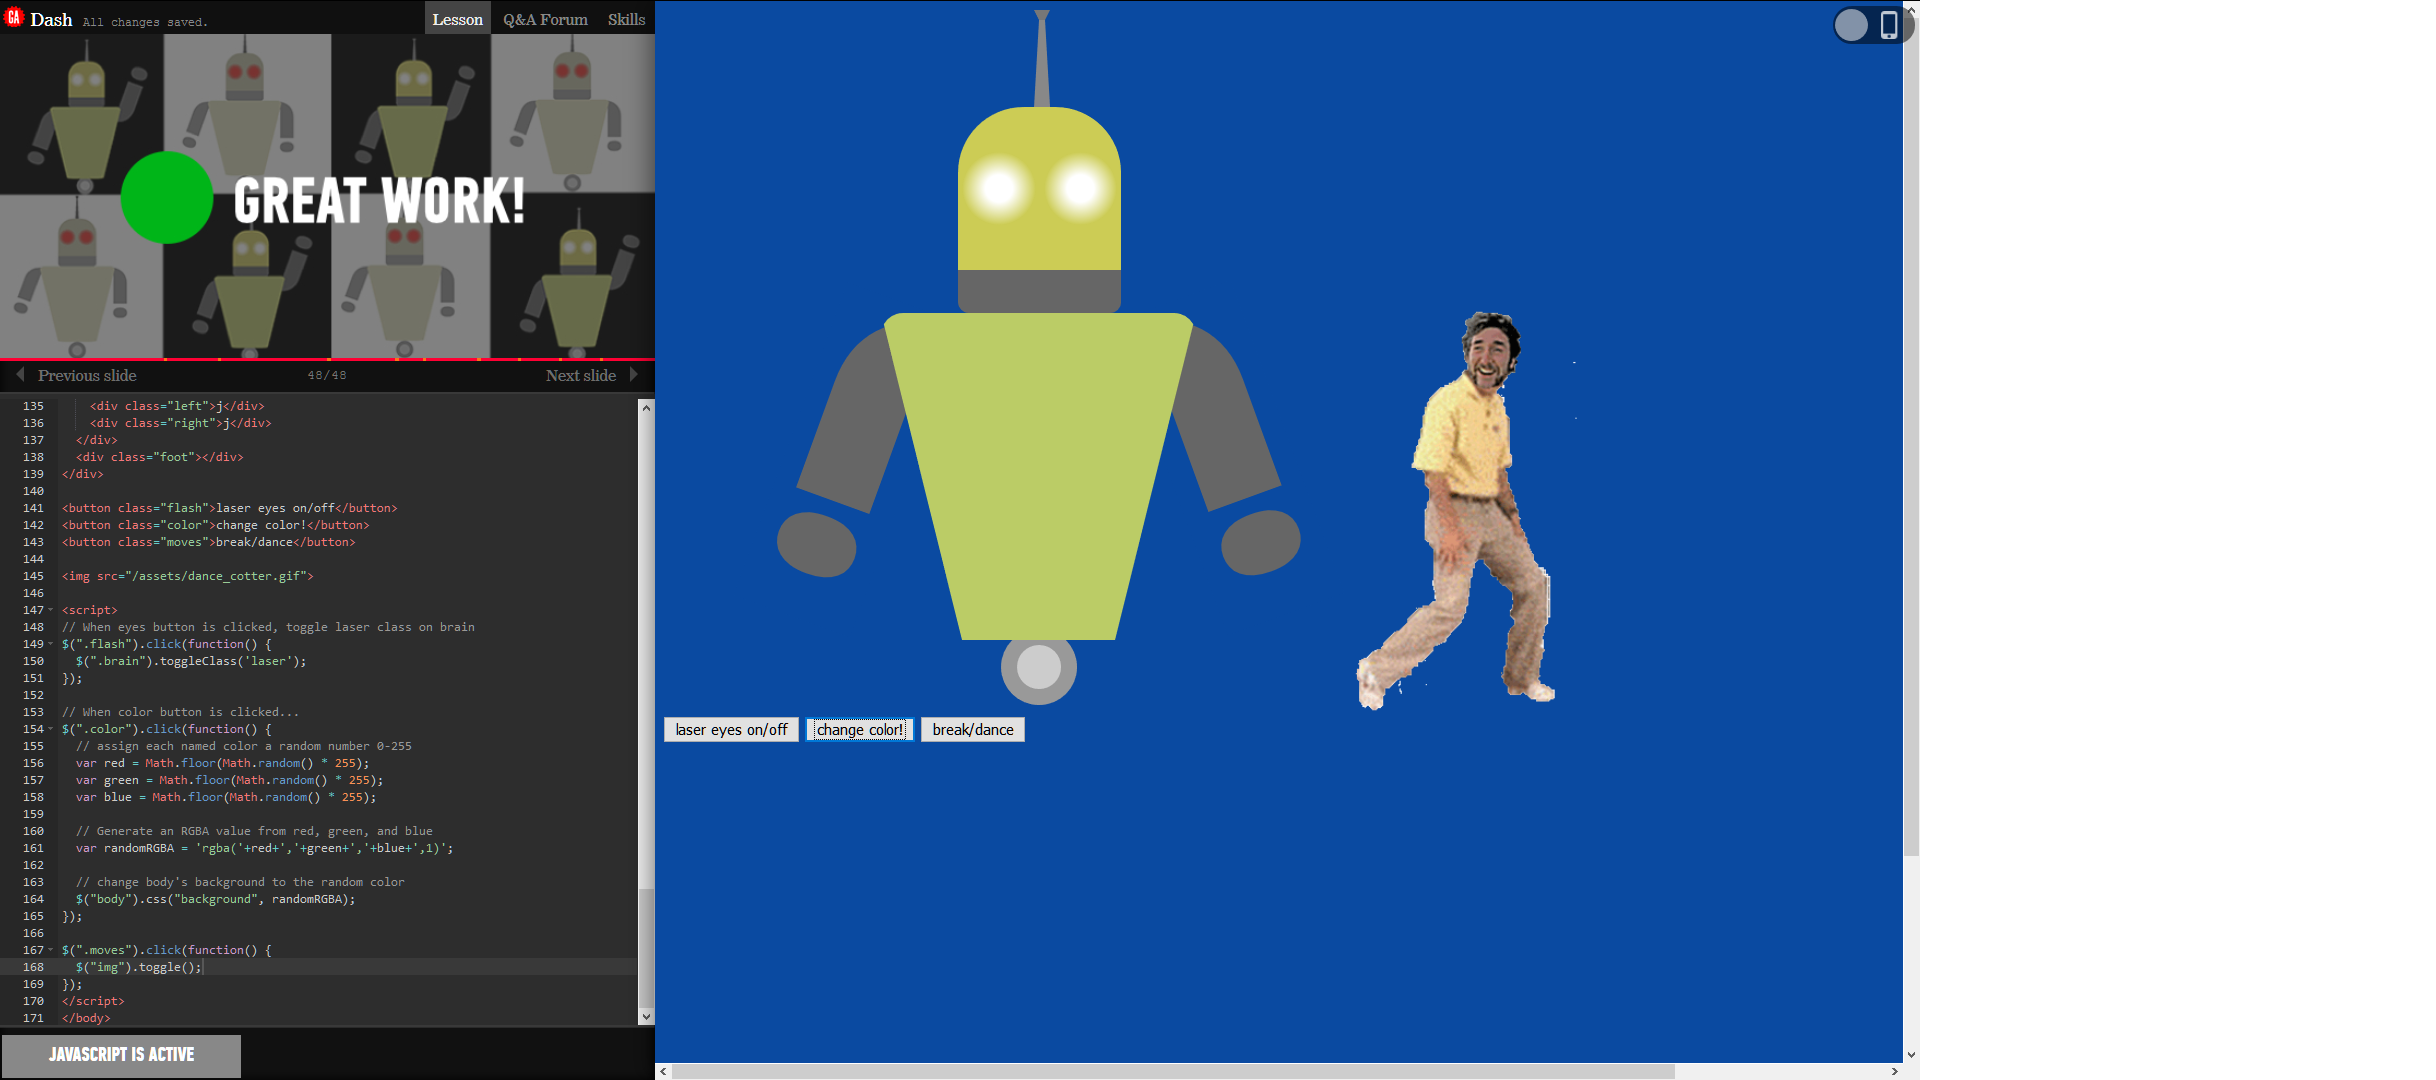 GA Dash All changes saved. Lesson Q&A Forum Skills
GREAT WORK!
Previous slide 48/48 Next slide
135 <div class="left">j</div>
136 <div class="right">j</div>
137 </div>
138 <div class="foot"></div>
139 </div>
140
141 <button class="flash">laser eyes on/off</button>
142 <button class="color">change color!</button>
143 <button class="moves">break/dance</button>
144
145 <img src="/assets/dance_cotter.gif">
146
147 <script>
148 // When eyes button is clicked, toggle laser class on brain
149 $(".flash").click(function() {
150 $(".brain").toggleClass('laser');
151 });
152
153 // When color button is clicked...
154 $(".color").click(function() {
155 // assign each named color a random number 0-255
156 var red = Math.floor(Math.random() * 255);
157 var green = Math.floor(Math.random() * 255);
158 var blue = Math.floor(Math.random() * 255);
159
160 // Generate an RGBA value from red, green, and blue
161 var randomRGBA = 'rgba('+red+','+green+','+blue+',1)';
162
163 // change body's background to the random color
164 $("body").css("background", randomRGBA);
165 });
166
167 $(".moves").click(function() {
168 $("img").toggle();
169 });
170 </script>
171 </body>
JAVASCRIPT IS ACTIVE
laser eyes on/off change color! break/dance